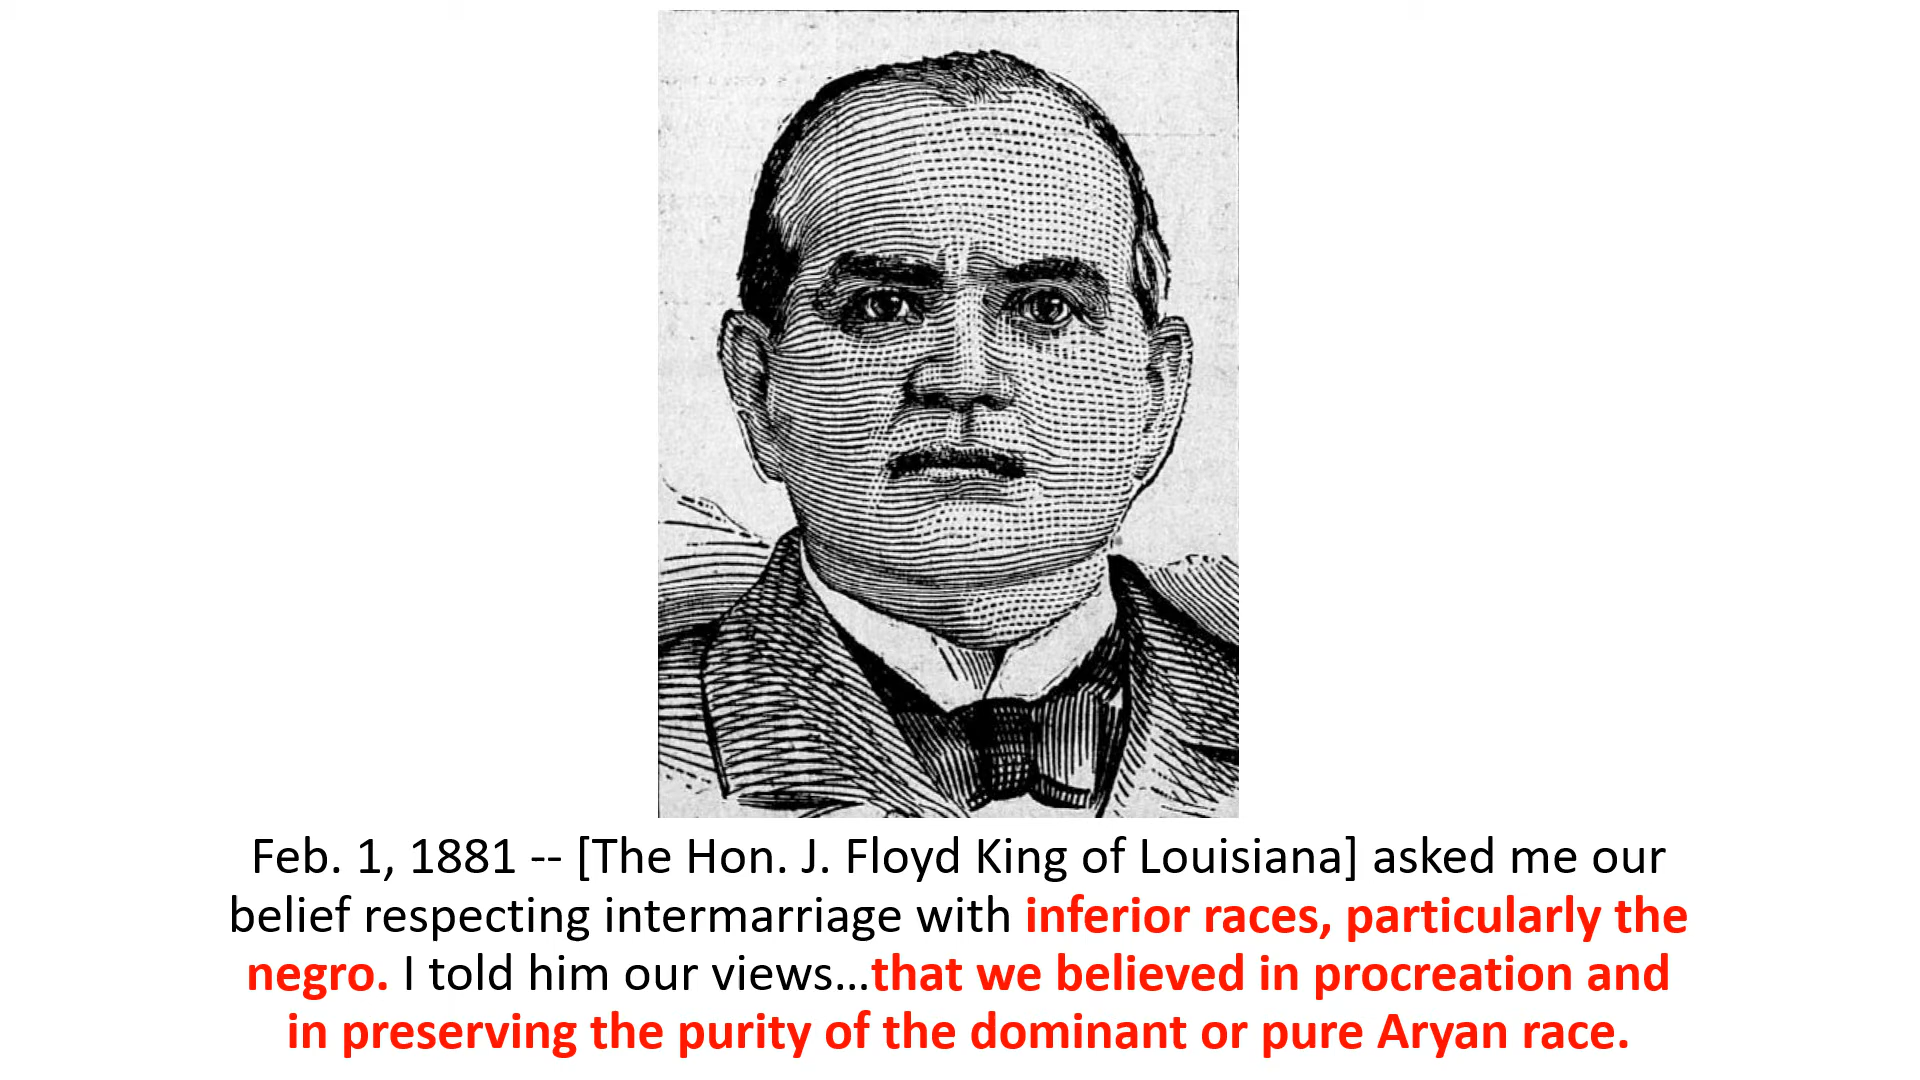 Feb. 1, 1881 -- [The Hon. J. Floyd King of Louisiana] asked me our
belief respecting intermarriage with inferior races, particularly the
negro. I told him our views...that we believed in procreation and
in preserving the purity of the dominant or pure Aryan race.